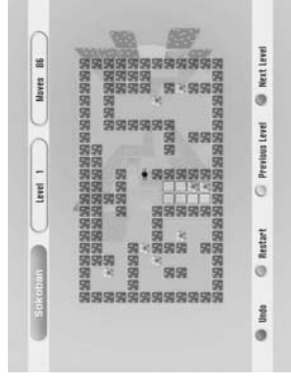 Sokoban
Level 1
Moves 86
Undo
Restart
Previous Level
Next Level